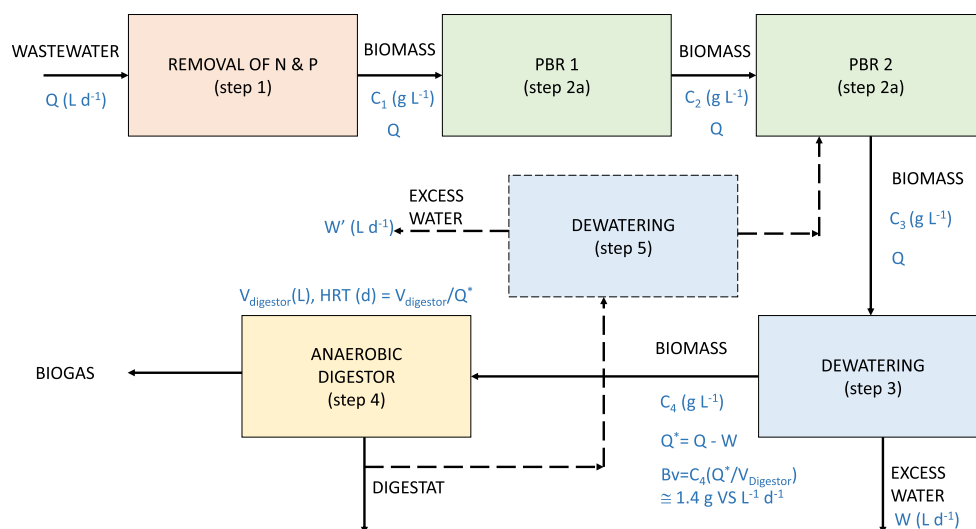 WASTEWATER
Q (L d⁻¹)
REMOVAL OF N & P
(step 1)
BIOMASS
C₁ (g L⁻¹)
Q
PBR 1
(step 2a)
BIOMASS
C₂ (g L⁻¹)
Q
PBR 2
(step 2a)
BIOMASS
C₃ (g L⁻¹)
Q
EXCESS
WATER
W' (L d⁻¹)
DEWATERING
(step 5)
V_digestor(L), HRT (d) = V_digestor/Q*
BIOGAS
ANAEROBIC
DIGESTOR
(step 4)
BIOMASS
C₄ (g L⁻¹)
Q*= Q - W
Bv=C₄(Q*/V_Digestor)
≅ 1.4 g VS L⁻¹ d⁻¹
DEWATERING
(step 3)
DIGESTAT
EXCESS
WATER
W (L d⁻¹)